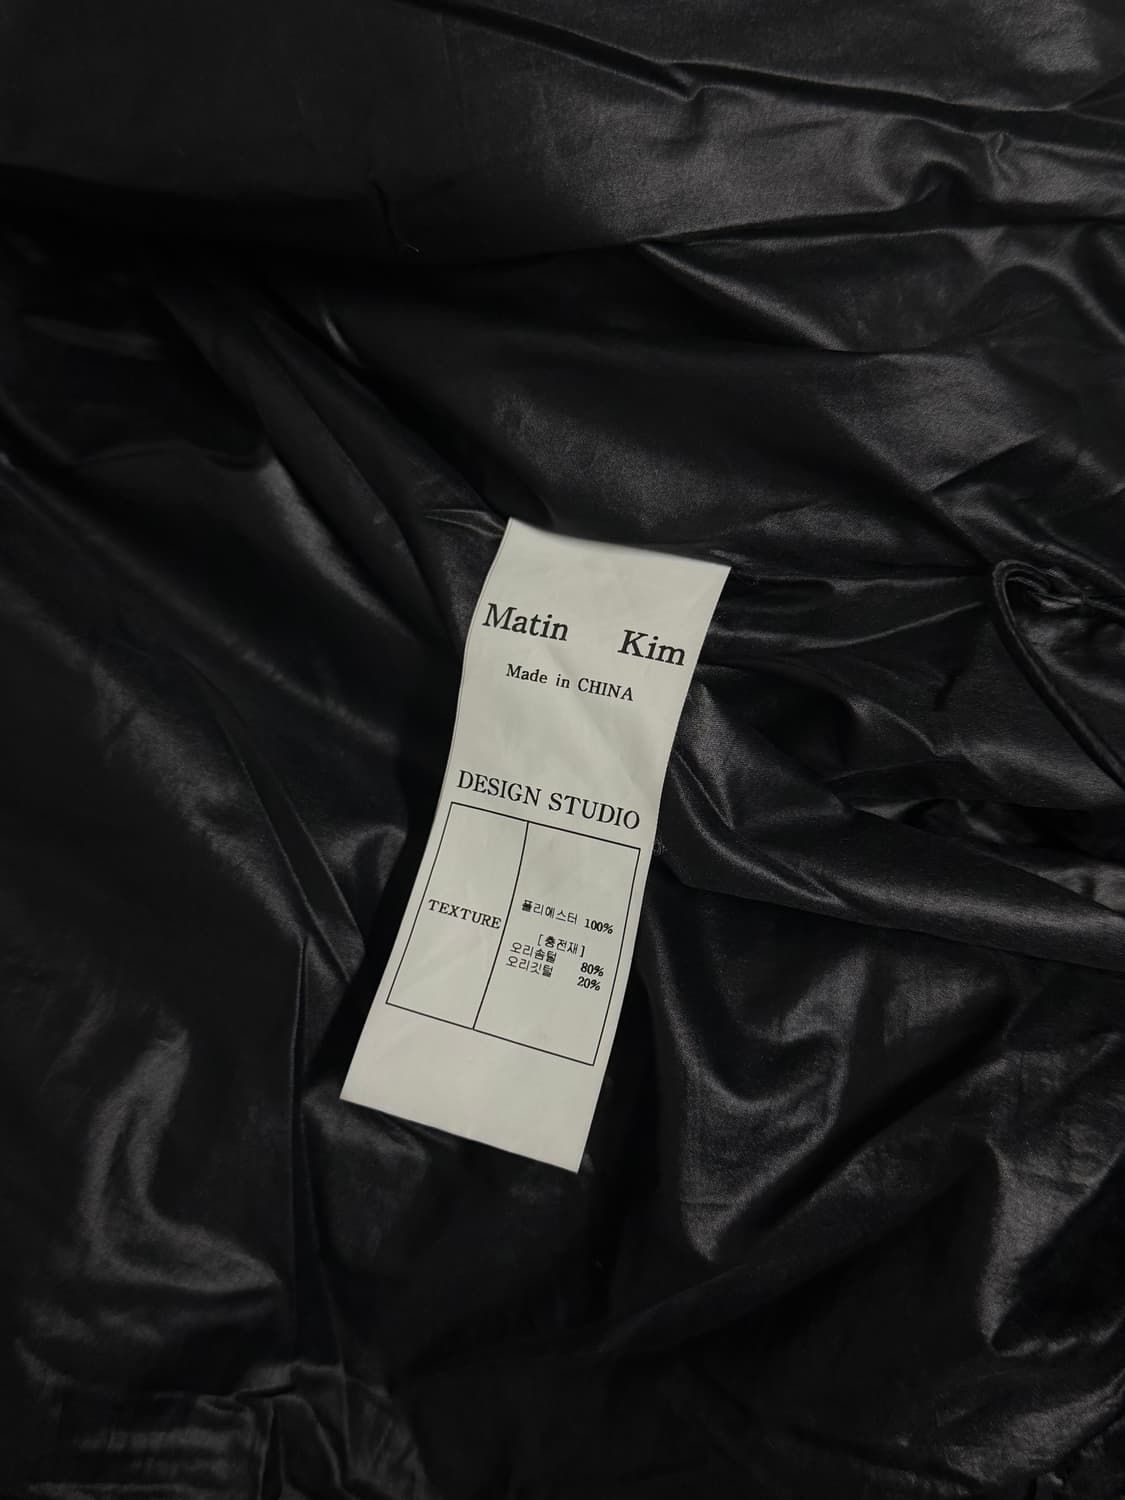 Matin Kim
Made in CHINA
DESIGN STUDIO
TEXTURE
폴리에스터 100%
[충전재]
오리솜털 80%
오리깃털 20%